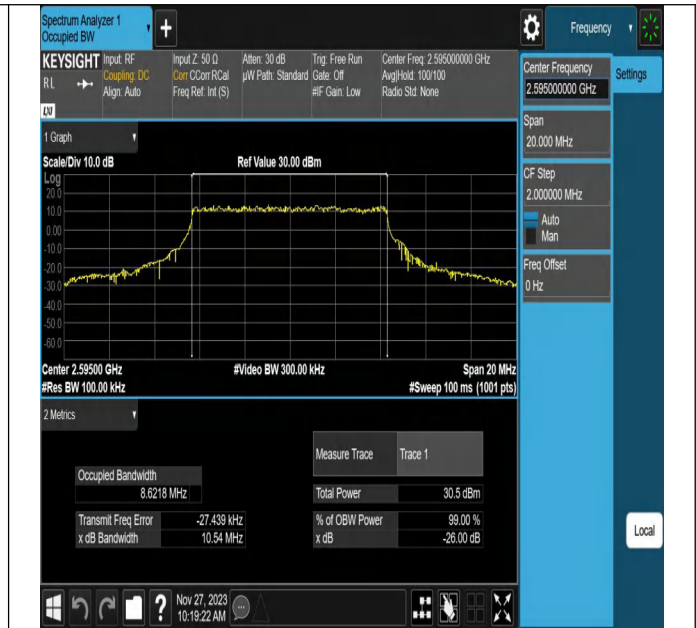 Spectrum Analyzer 1
Occupied BW
Frequency
KEYSIGHT
Input: RF
Coupling: DC
Align: Auto
RL
LXI
Input Z: 50 Ω
Corr CCorr RCal
Freq Ref: Int (S)
Atten: 30 dB
µW Path: Standard
Trig: Free Run
Gate: Off
#IF Gain: Low
Center Freq: 2.595000000 GHz
Avg|Hold: 100/100
Radio Std: None
Center Frequency
2.595000000 GHz
Settings
Span
20.000 MHz
CF Step
2.000000 MHz
Auto
Man
Freq Offset
0 Hz
1 Graph
Scale/Div 10.0 dB
Ref Value 30.00 dBm
Log
20.0
10.0
0.00
-10.0
-20.0
-30.0
-40.0
-50.0
-60.0
Center 2.59500 GHz
#Video BW 300.00 kHz
Span 20 MHz
#Res BW 100.00 kHz
#Sweep 100 ms (1001 pts)
2 Metrics
Measure Trace
Trace 1
Occupied Bandwidth
8.6218 MHz
Total Power
30.5 dBm
Transmit Freq Error
-27.439 kHz
% of OBW Power
99.00 %
x dB Bandwidth
10.54 MHz
x dB
-26.00 dB
Local
?
Nov 27, 2023
10:19:22 AM